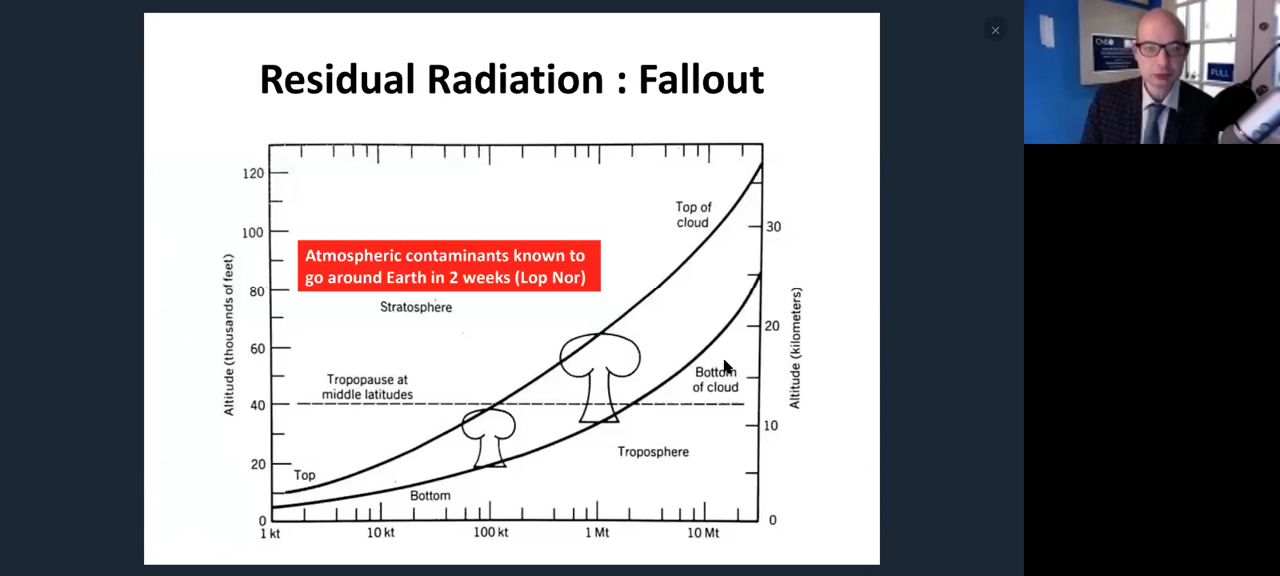 Residual Radiation : Fallout
120
100
80
60
40
20
0
Altitude (thousands of feet)
Top of
cloud
Atmospheric contaminants known to
go around Earth in 2 weeks (Lop Nor)
Stratosphere
Tropopause at
middle latitudes
Bottom
of cloud
Troposphere
Top
Bottom
30
20
10
0
Altitude (kilometers)
1 kt
10 kt
100 kt
1 Mt
10 Mt
PULL